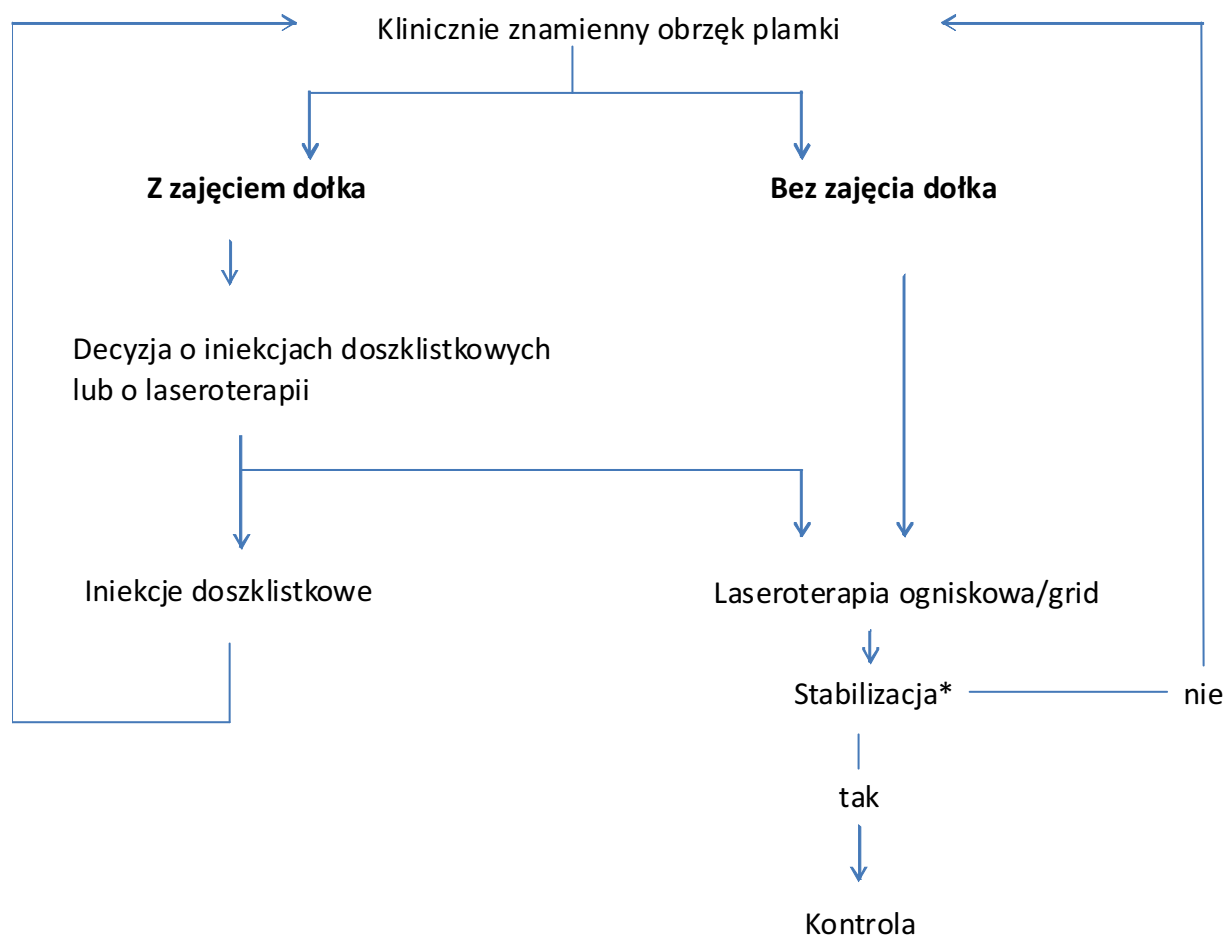 Klinicznie znamienny obrzęk plamki
Z zajęciem dołka
Bez zajęcia dołka
Decyzja o iniekcjach doszklistkowych
lub o laseroterapii
Iniekcje doszklistkowe
Laseroterapia ogniskowa/grid
Stabilizacja*
nie
tak
Kontrola